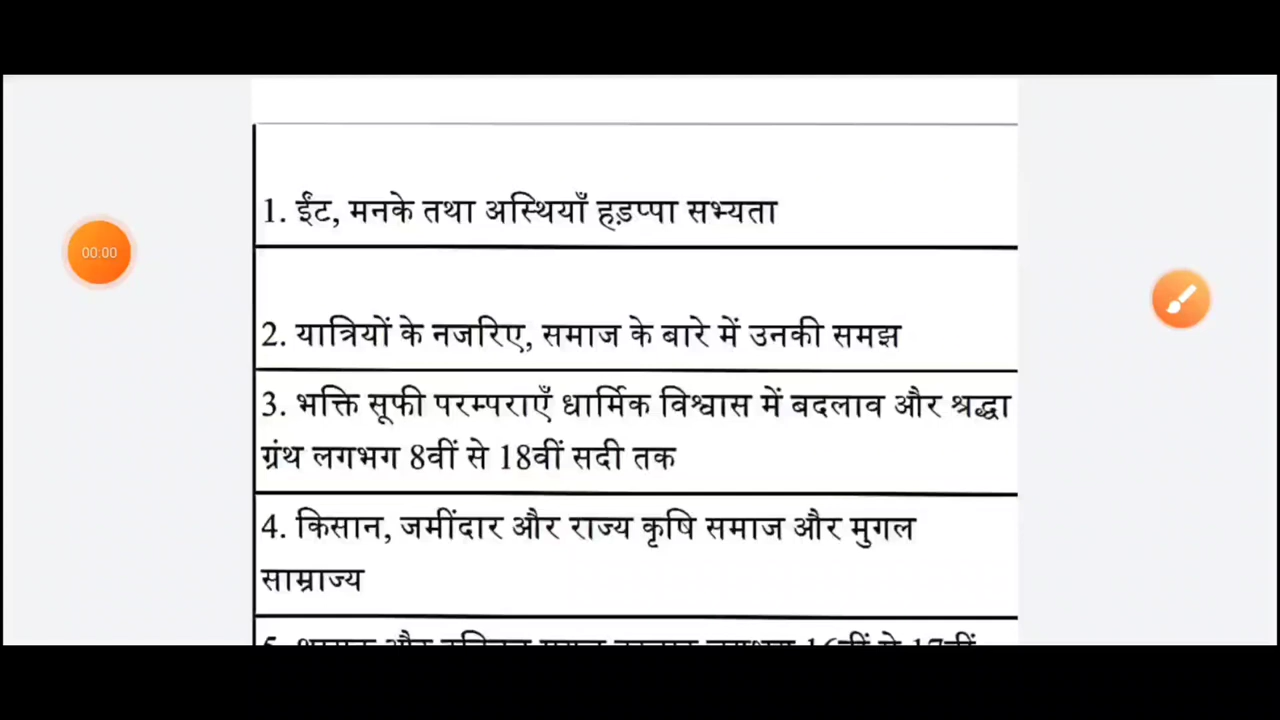 1. ईंट, मनके तथा अस्थियाँ हड़प्पा सभ्यता
00:00
2. यात्रियों के नजरिए, समाज के बारे में उनकी समझ
3. भक्ति सूफी परम्पराएँ धार्मिक विश्वास में बदलाव और श्रद्धा
ग्रंथ लगभग 8वीं से 18वीं सदी तक
4. किसान, जमींदार और राज्य कृषि समाज और मुगल
साम्राज्य